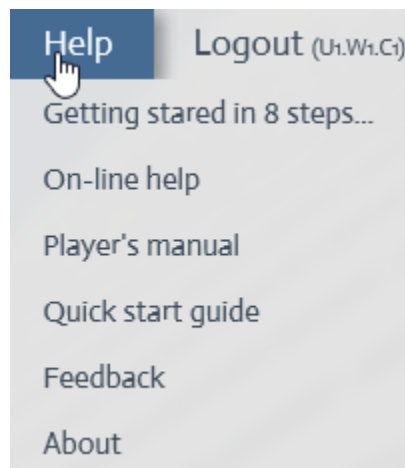 Help Logout (U1.W1.C1)
Getting stared in 8 steps...
On-line help
Player's manual
Quick start guide
Feedback
About